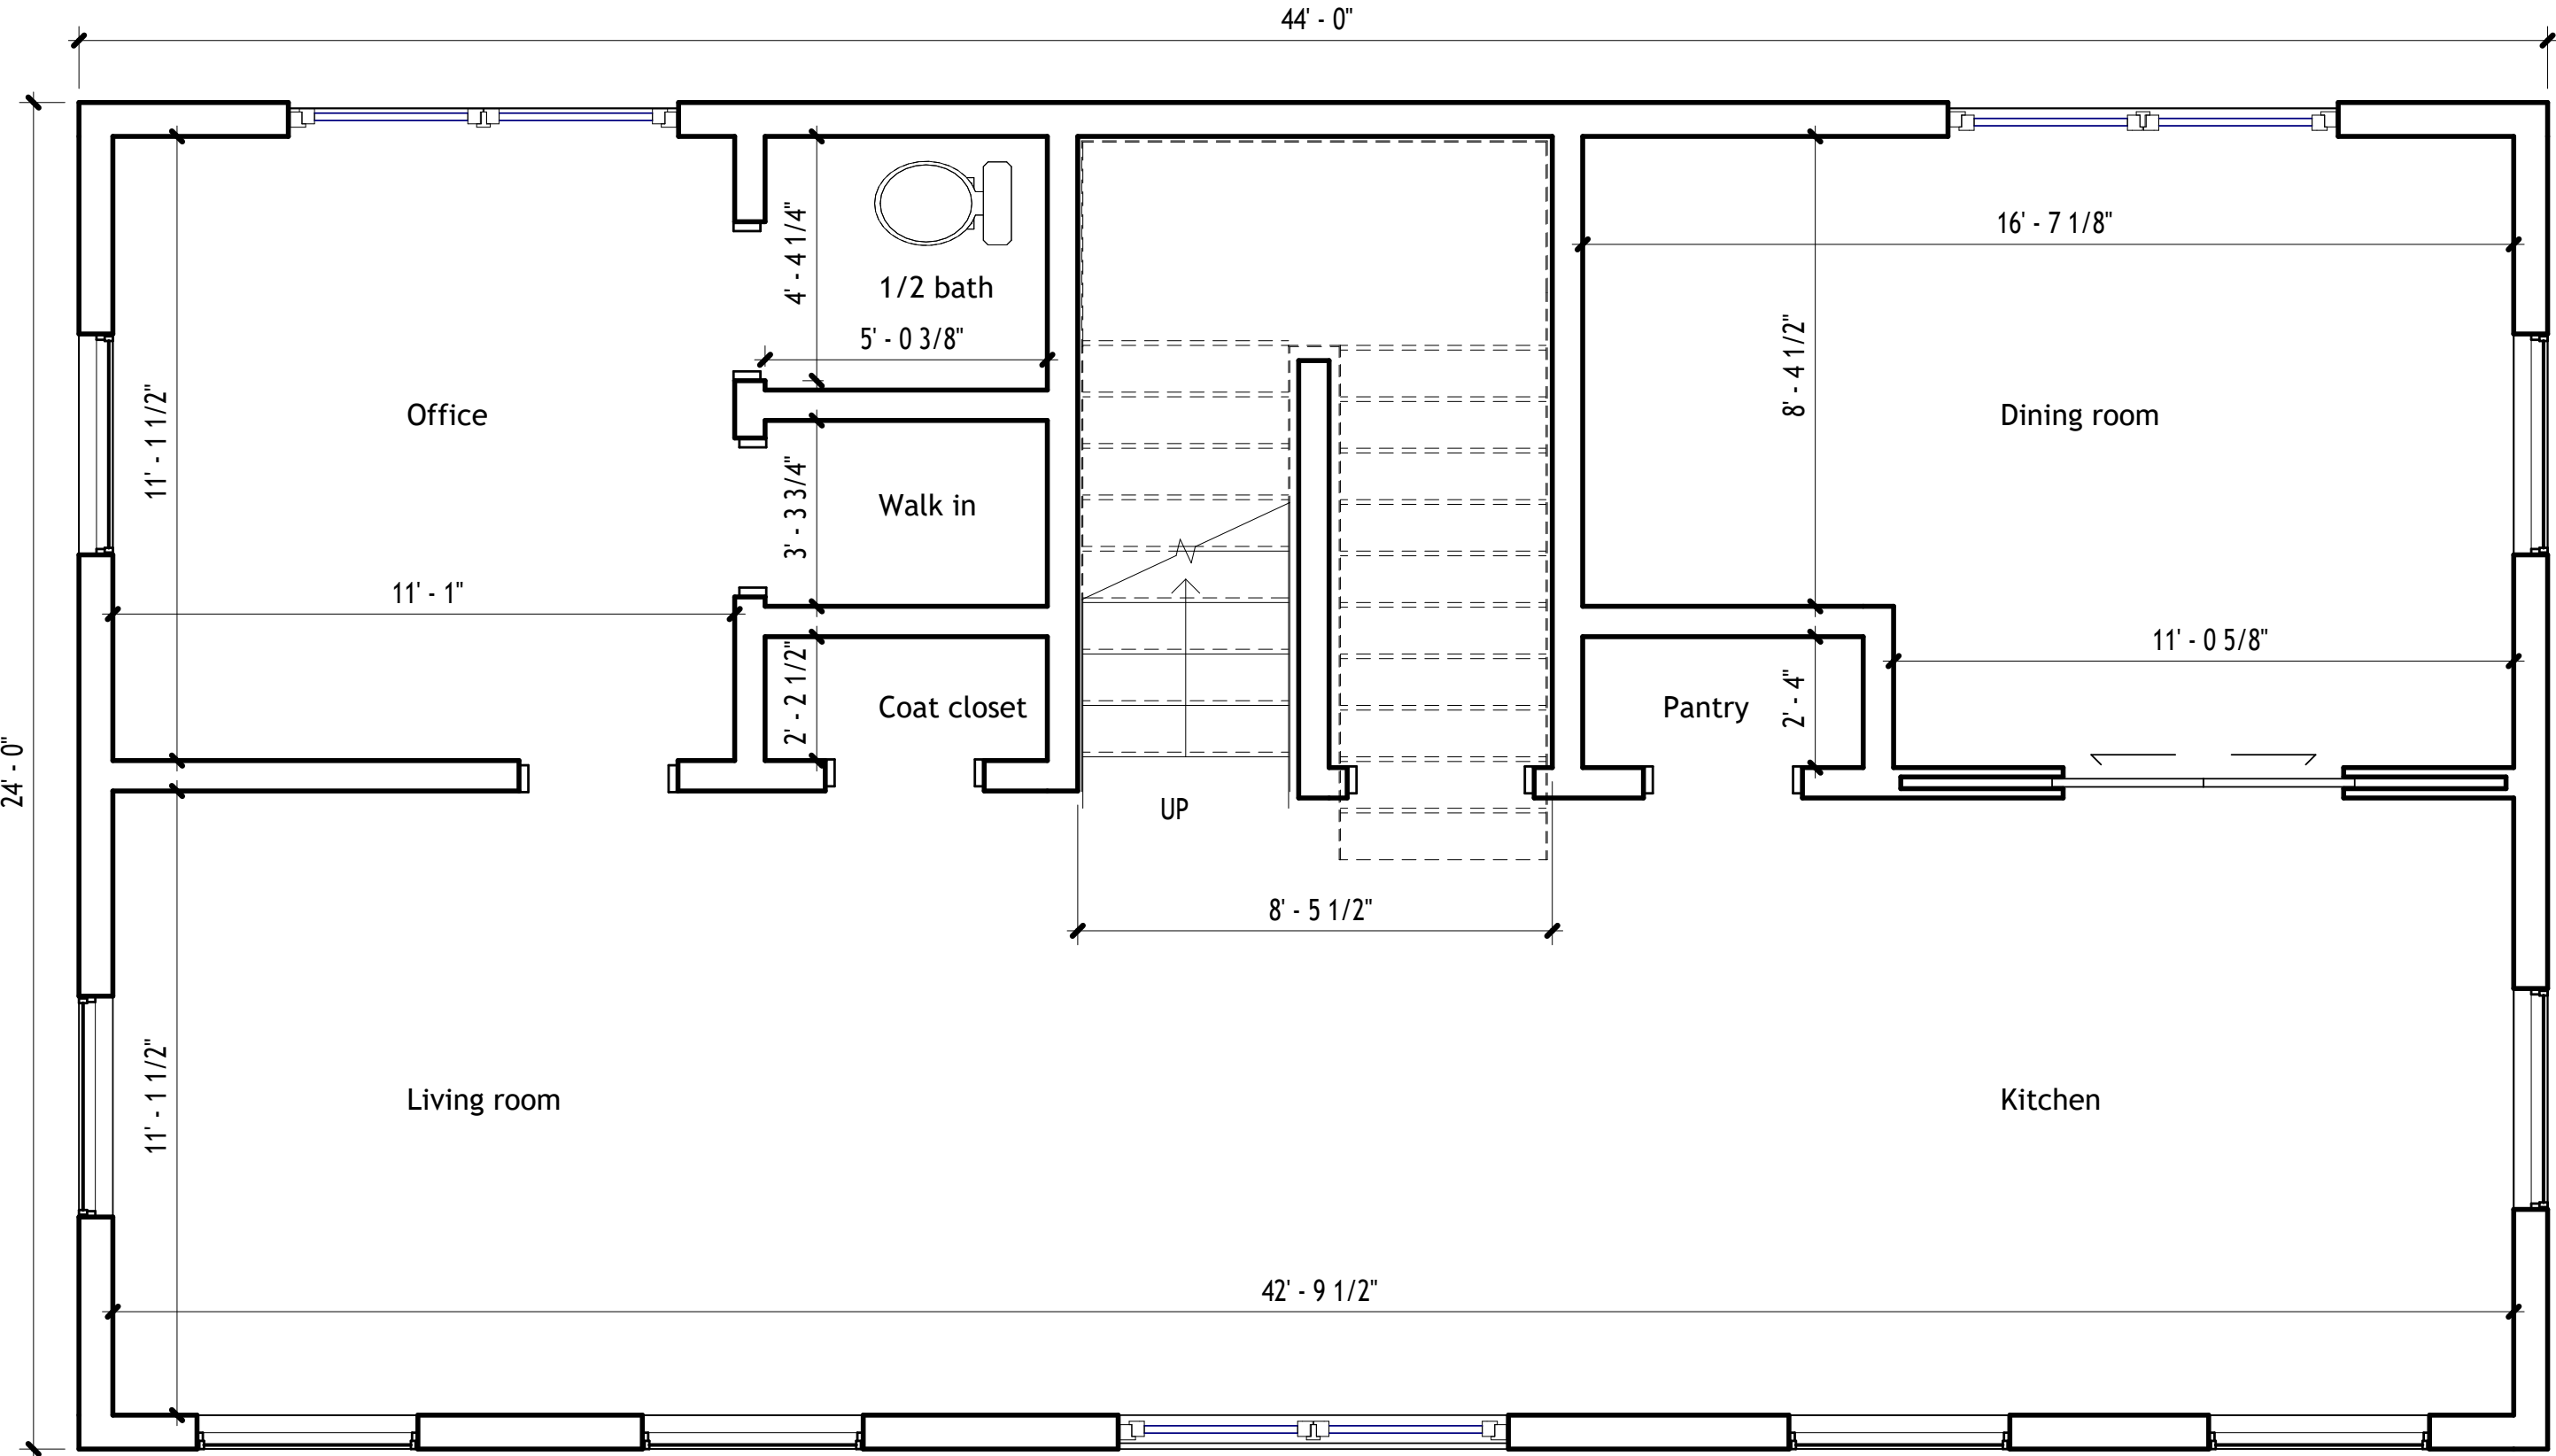 44' - 0"
16' - 7 1/8"
4' - 4 1/4"
1/2 bath
5' - 0 3/8"
8' - 4 1/2"
11' - 1 1/2"
Office
Dining room
3' - 3 3/4"
Walk in
11' - 1"
11' - 0 5/8"
2' - 2 1/2"
Coat closet
Pantry
2' - 4"
24' - 0"
UP
8' - 5 1/2"
11' - 1 1/2"
Living room
Kitchen
42' - 9 1/2"